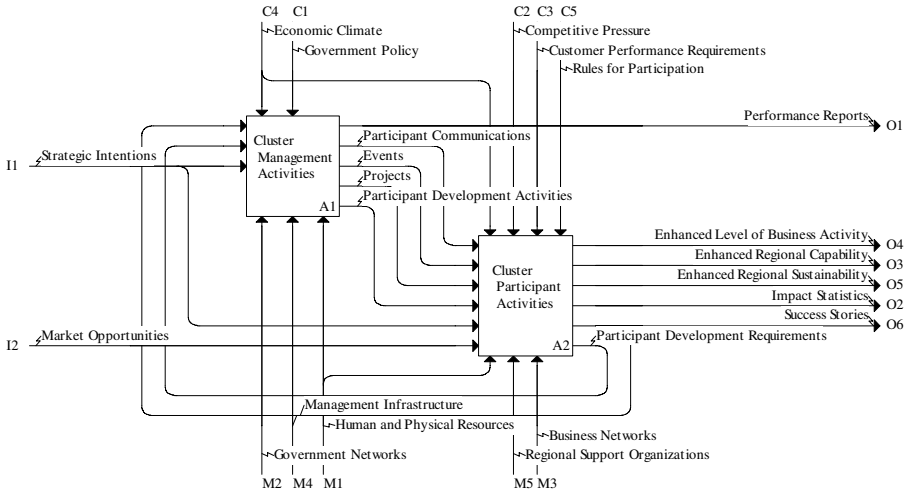 C4 C1 C2 C3 C5
Economic Climate
Competitive Pressure
Government Policy
Customer Performance Requirements
Rules for Participation
Performance Reports
O1
Cluster
Management
Activities
A1
Participant Communications
Strategic Intentions
I1
Events
Projects
Participant Development Activities
Enhanced Level of Business Activity
O4
Enhanced Regional Capability
O3
Cluster
Participant
Activities
A2
Enhanced Regional Sustainability
O5
Impact Statistics
O2
Success Stories
O6
Market Opportunities
I2
Participant Development Requirements
Management Infrastructure
Human and Physical Resources
Business Networks
Government Networks
Regional Support Organizations
M2 M4 M1 M5 M3